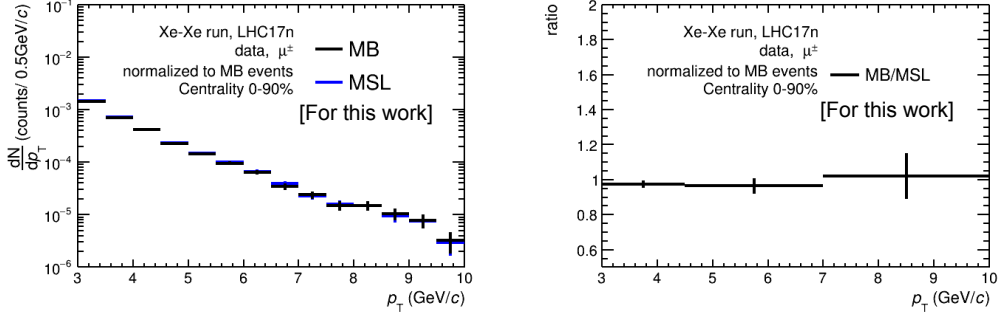 dN/dp_T (counts/ 0.5GeV/c)
10⁻¹
10⁻²
10⁻³
10⁻⁴
10⁻⁵
10⁻⁶
Xe-Xe run, LHC17n
data, μ±
normalized to MB events
Centrality 0-90%
MB
MSL
[For this work]
3 4 5 6 7 8 9 10
p_T (GeV/c)
ratio
2
1.8
1.6
1.4
1.2
1
0.8
0.6
Xe-Xe run, LHC17n
data, μ±
normalized to MB events
Centrality 0-90%
MB/MSL
[For this work]
3 4 5 6 7 8 9 10
p_T (GeV/c)